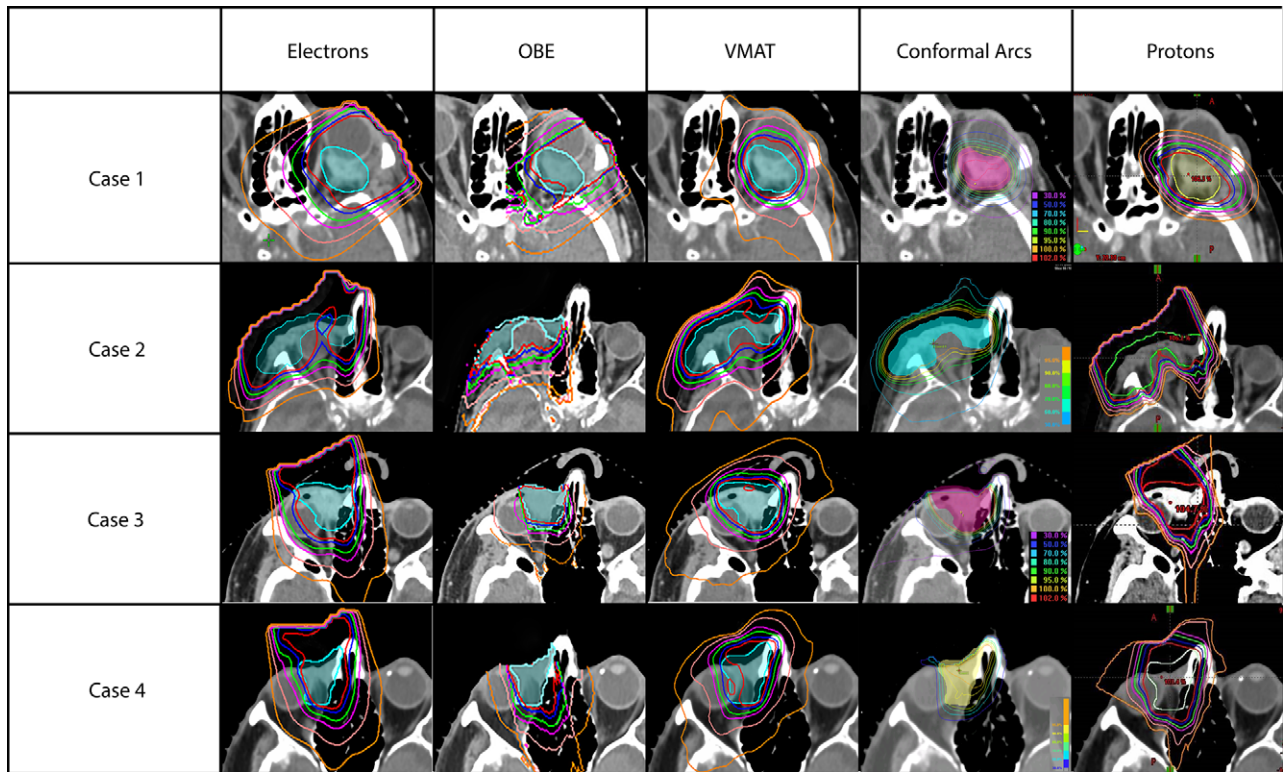 Electrons
OBE
VMAT
Conformal Arcs
Protons
Case 1
A
30.0 %
50.0 %
70.0 %
80.0 %
90.0 %
95.0 %
100.0 %
102.0 %
P
Case 2
A
P
Case 3
30.0 %
50.0 %
70.0 %
80.0 %
90.0 %
95.0 %
100.0 %
102.0 %
Case 4
A
P